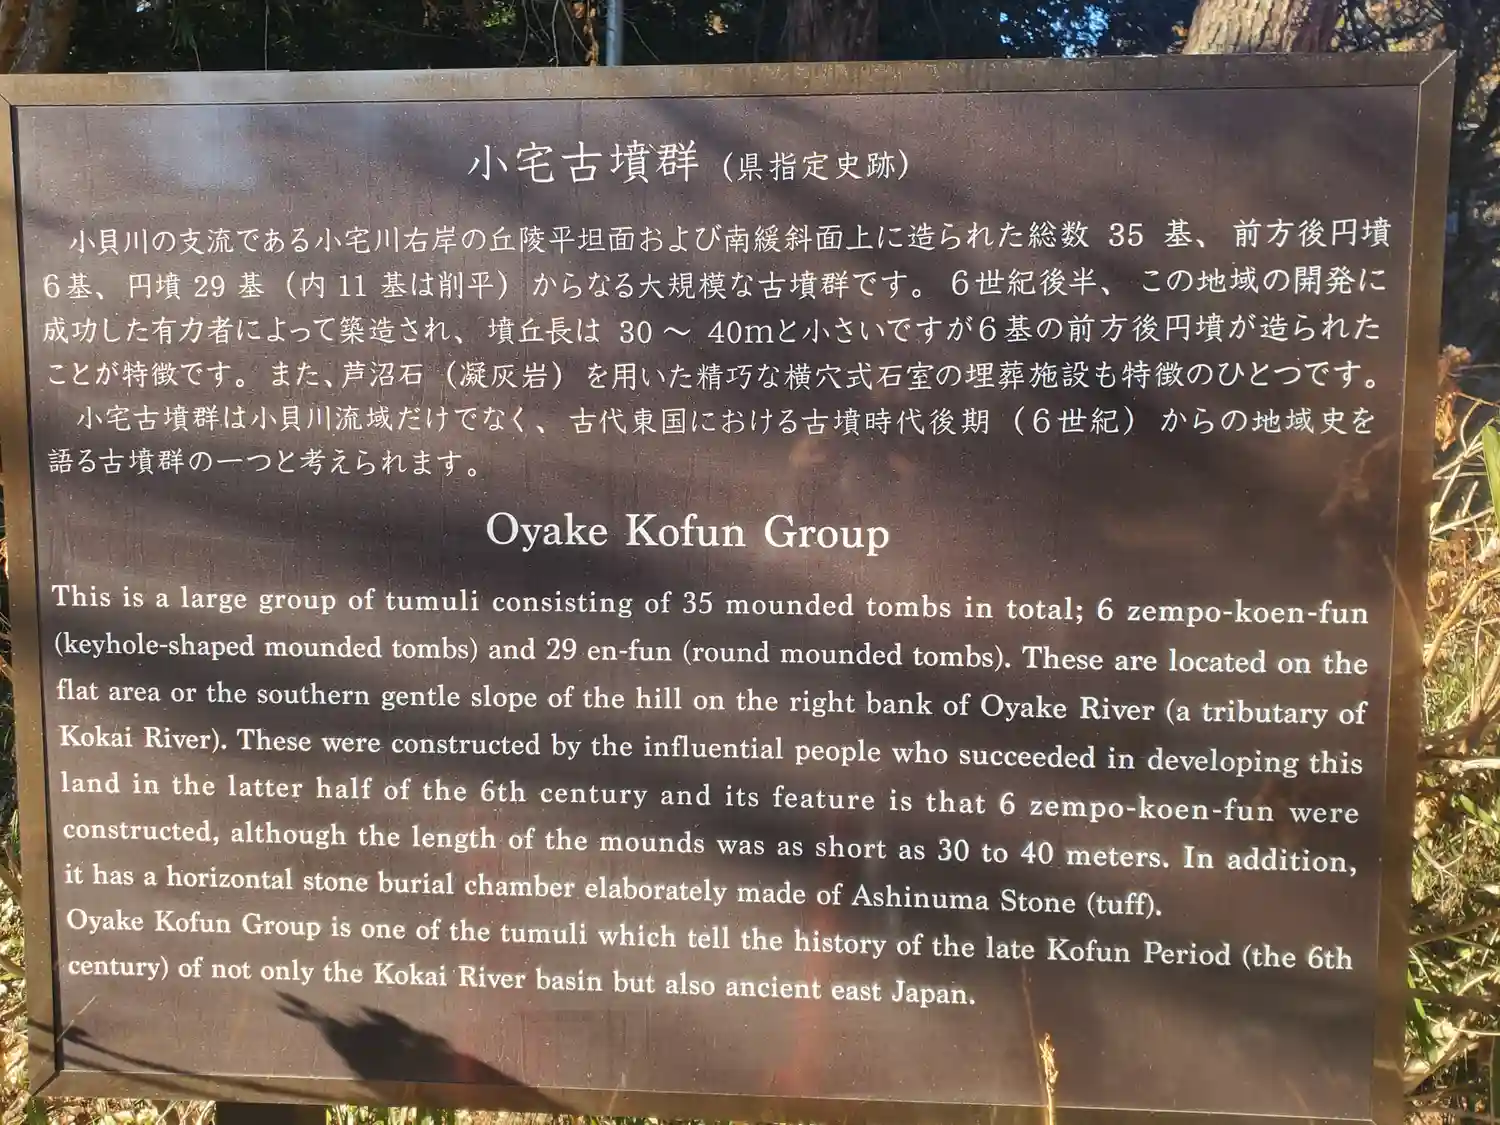 小宅古墳群 (県指定史跡)
小貝川の支流である小宅川右岸の丘陵平坦面および南緩斜面上に造られた総数 35 基、前方後円墳
6基、円墳 29 基（内 11 基は削平）からなる大規模な古墳群です。6世紀後半、この地域の開発に
成功した有力者によって築造され、墳丘長は 30 ～ 40mと小さいですが6基の前方後円墳が造られた
ことが特徴です。また、芦沼石（凝灰岩）を用いた精巧な横穴式石室の埋葬施設も特徴のひとつです。
小宅古墳群は小貝川流域だけでなく、古代東国における古墳時代後期（6世紀）からの地域史を
語る古墳群の一つと考えられます。
Oyake Kofun Group
This is a large group of tumuli consisting of 35 mounded tombs in total; 6 zempo-koen-fun
(keyhole-shaped mounded tombs) and 29 en-fun (round mounded tombs). These are located on the
flat area or the southern gentle slope of the hill on the right bank of Oyake River (a tributary of
Kokai River). These were constructed by the influential people who succeeded in developing this
land in the latter half of the 6th century and its feature is that 6 zempo-koen-fun were
constructed, although the length of the mounds was as short as 30 to 40 meters. In addition,
it has a horizontal stone burial chamber elaborately made of Ashinuma Stone (tuff).
Oyake Kofun Group is one of the tumuli which tell the history of the late Kofun Period (the 6th
century) of not only the Kokai River basin but also ancient east Japan.